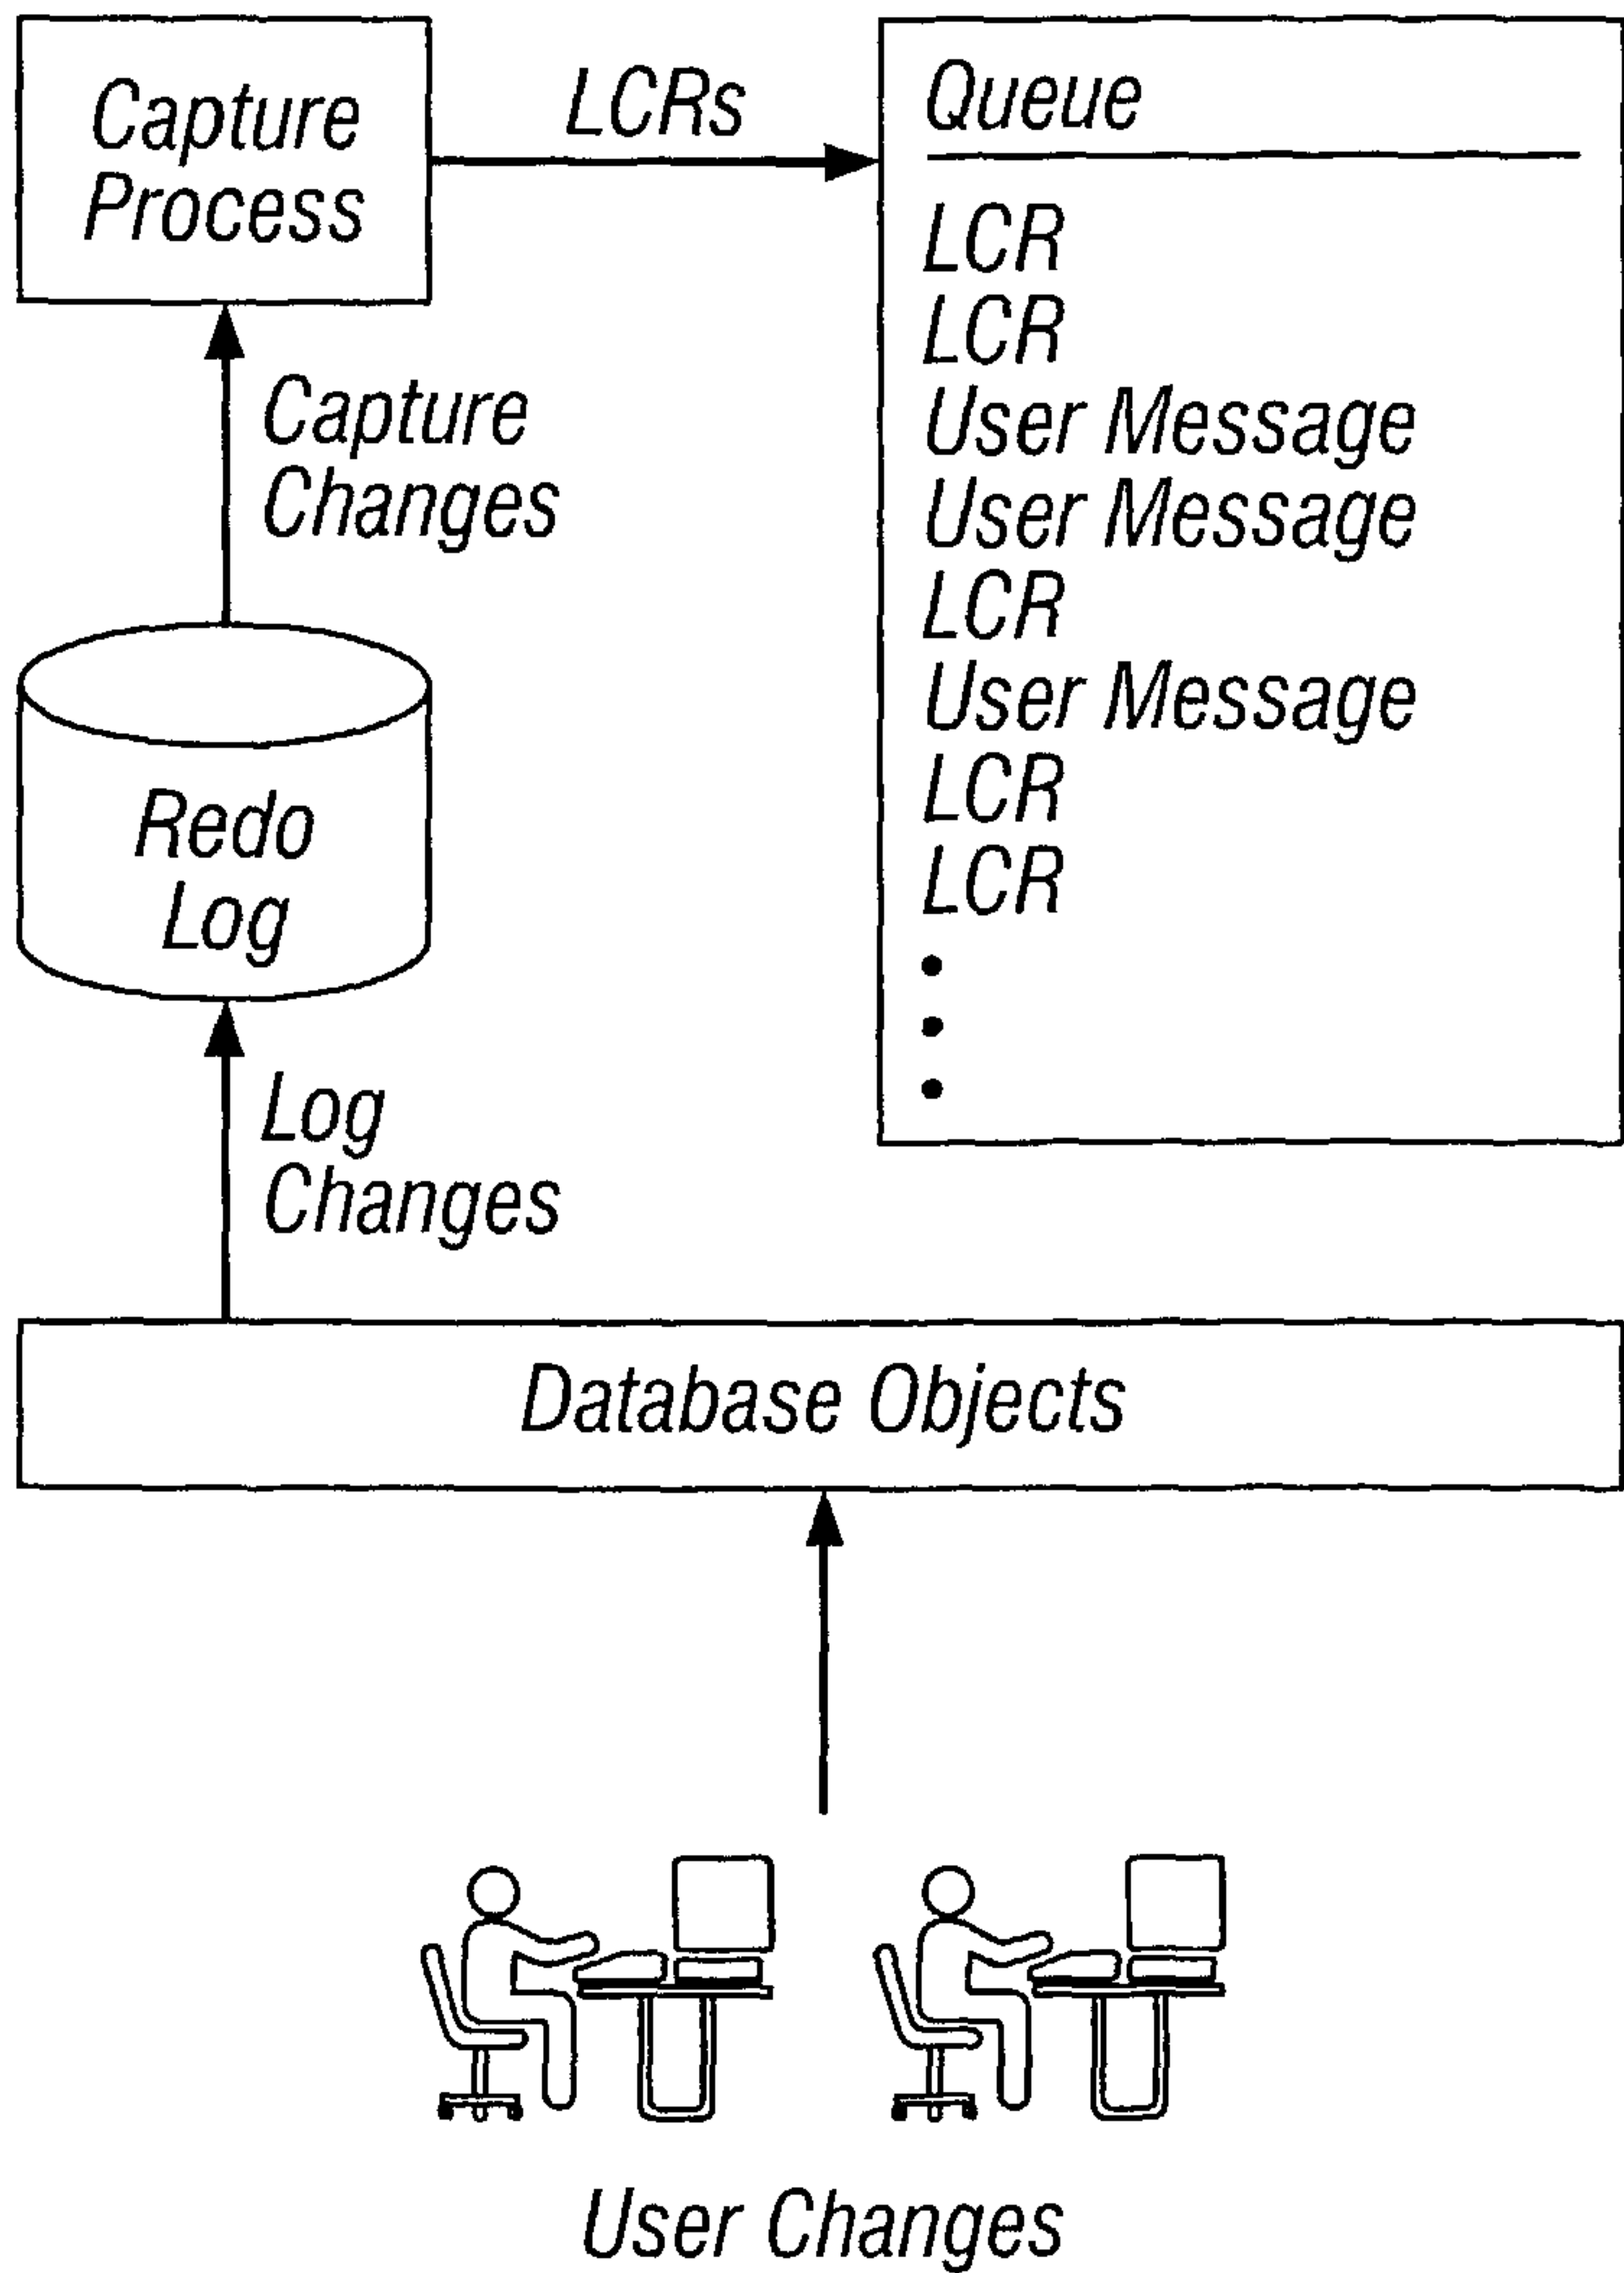 Capture
Process
LCRs
Queue
LCR
LCR
User Message
User Message
LCR
User Message
LCR
LCR
Capture
Changes
Redo
Log
Log
Changes
Database Objects
User Changes